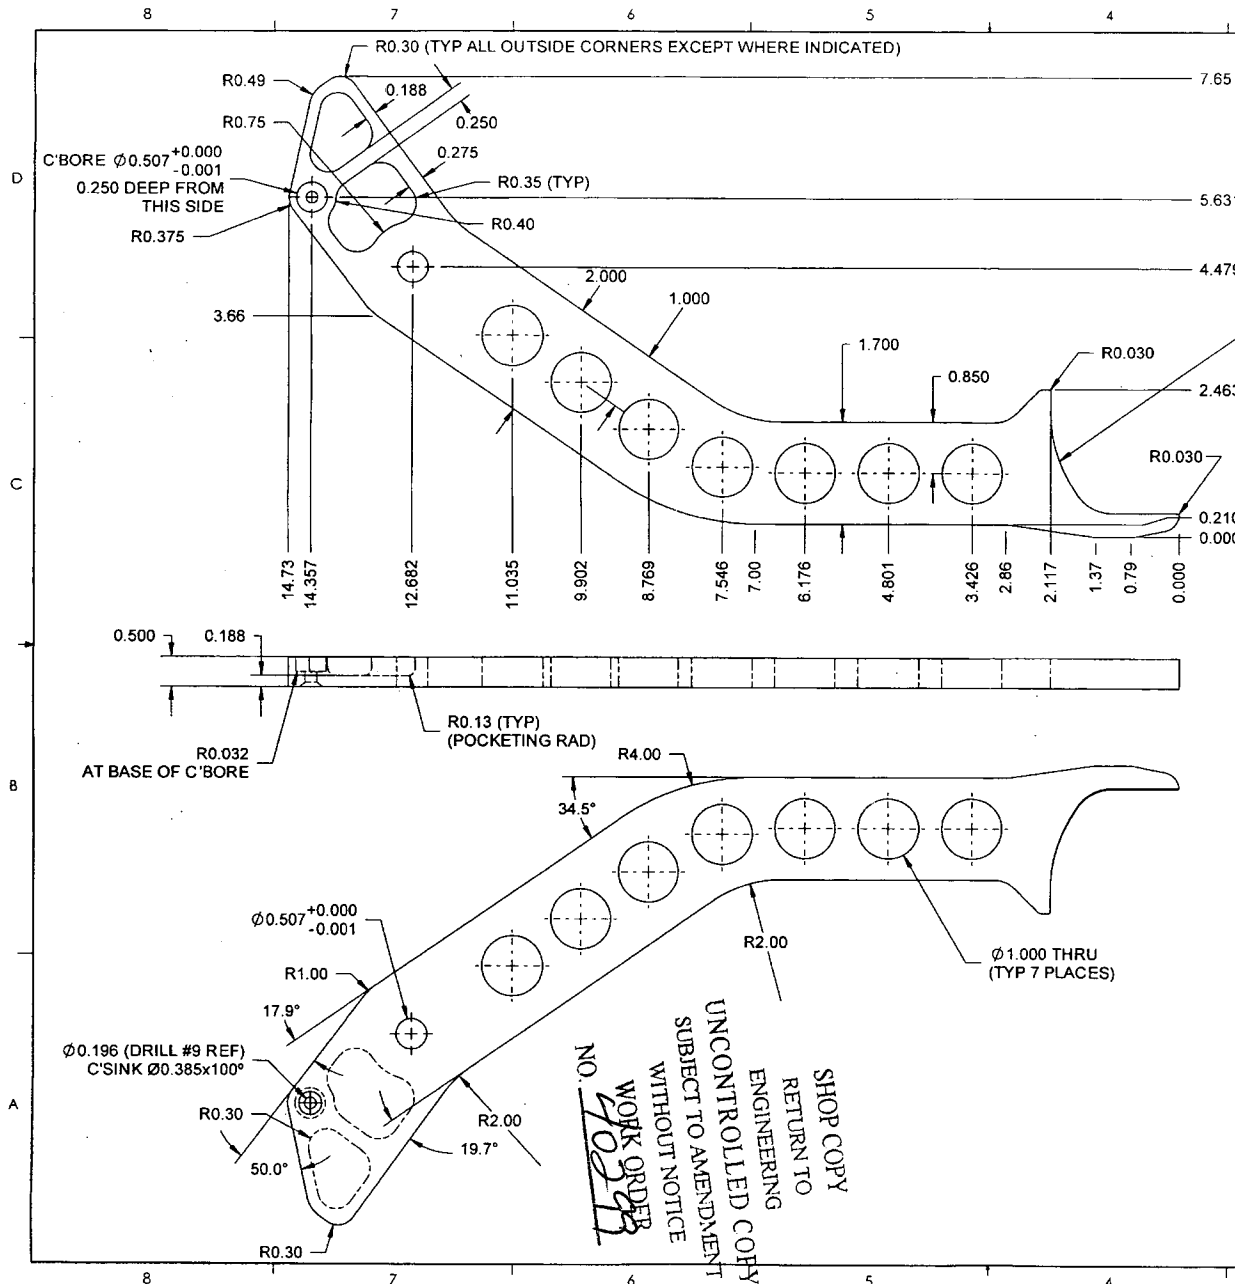 8 7 6 5 4
R0.30 (TYP ALL OUTSIDE CORNERS EXCEPT WHERE INDICATED)
R0.49
7.65
0.188
R0.75
0.250
C'BORE Ø0.507 +0.000
-0.001
0.250 DEEP FROM
THIS SIDE
0.275
D
R0.35 (TYP)
5.631
R0.375
R0.40
4.479
2.000
1.000
3.66
1.700
R0.030
0.850
2.463
R0.030
C
0.210
0.000
14.73
14.357
12.682
11.035
9.902
8.769
7.546
7.00
6.176
4.801
3.426
2.86
2.117
1.37
0.79
0.000
0.500
0.188
R0.13 (TYP)
(POCKETING RAD)
R0.032
AT BASE OF C'BORE
R4.00
B
34.5°
Ø0.507 +0.000
-0.001
R2.00
Ø1.000 THRU
(TYP 7 PLACES)
R1.00
17.9°
Ø0.196 (DRILL #9 REF)
C'SINK Ø0.385x100°
A
R0.30
R2.00
19.7°
50.0°
R0.30
SHOP COPY
RETURN TO
ENGINEERING
UNCONTROLLED COPY
SUBJECT TO AMENDMENT
WITHOUT NOTICE
WORK ORDER
NO.
8 7 6 5 4